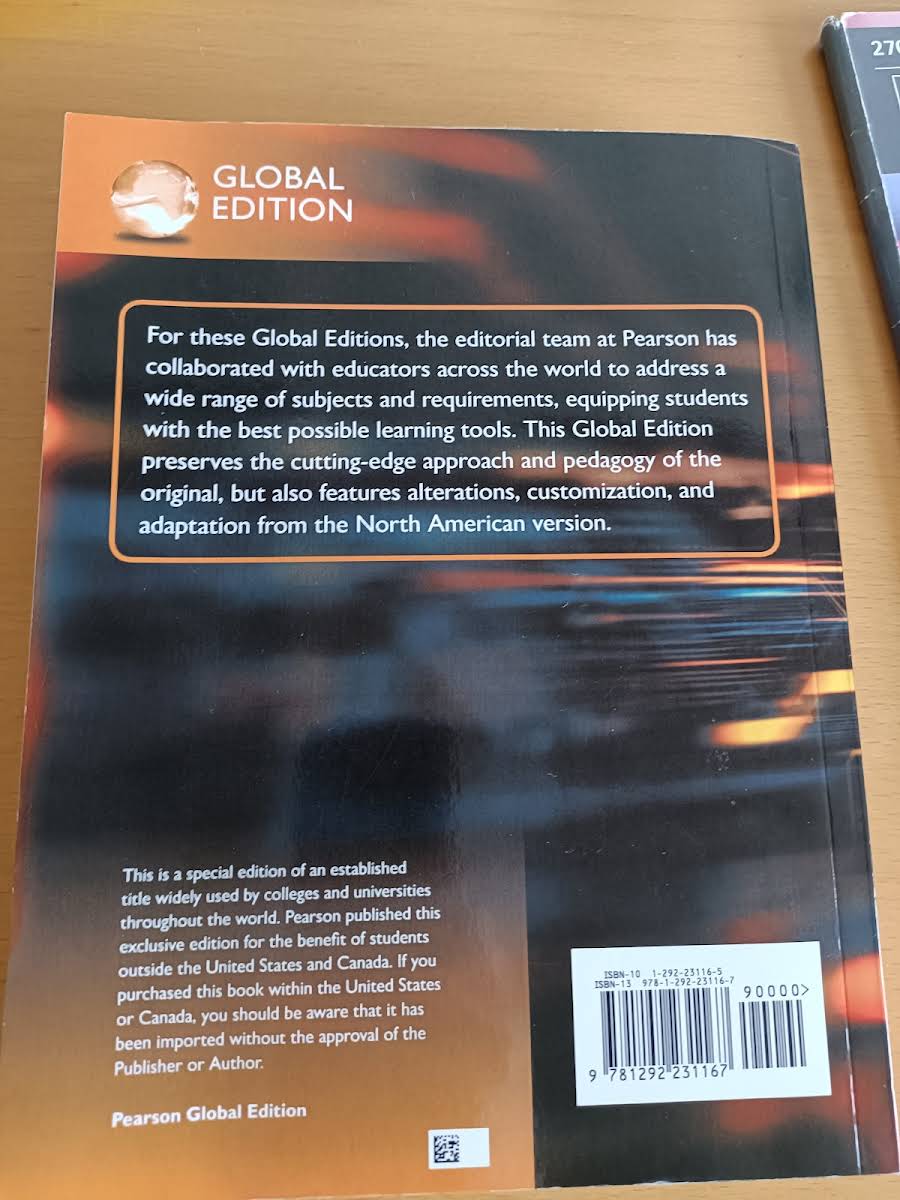 GLOBAL
EDITION
For these Global Editions, the editorial team at Pearson has
collaborated with educators across the world to address a
wide range of subjects and requirements, equipping students
with the best possible learning tools. This Global Edition
preserves the cutting-edge approach and pedagogy of the
original, but also features alterations, customization, and
adaptation from the North American version.
This is a special edition of an established
title widely used by colleges and universities
throughout the world. Pearson published this
exclusive edition for the benefit of students
outside the United States and Canada. If you
purchased this book within the United States
or Canada, you should be aware that it has
been imported without the approval of the
Publisher or Author.
Pearson Global Edition
ISBN-10 1-292-23116-5
ISBN-13 978-1-292-23116-7
90000>
9 781292 231167